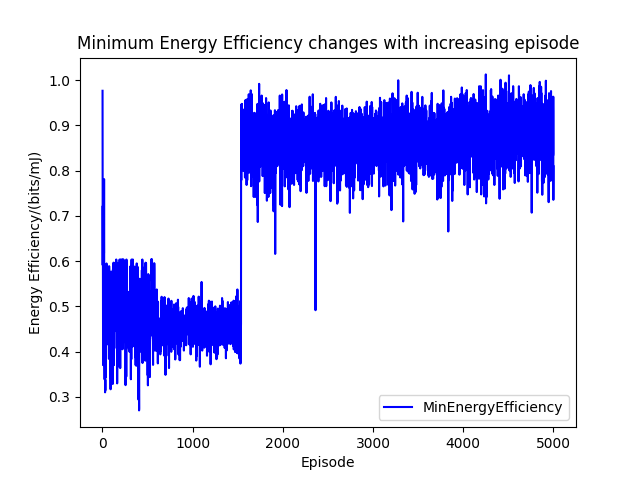 Minimum Energy Efficiency changes with increasing episode
1.0
0.9
0.8
0.7
0.6
0.5
0.4
0.3
Energy Efficiency/(bits/mJ)
MinEnergyEfficiency
0 1000 2000 3000 4000 5000
Episode